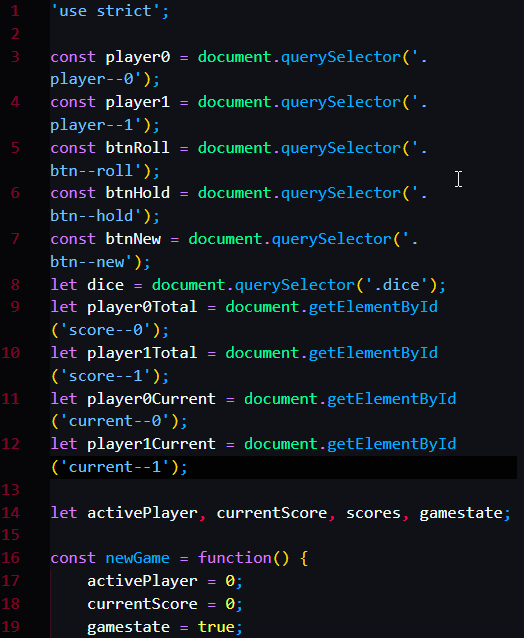 1 'use strict';
2
3 const player0 = document.querySelector('.
player--0');
4 const player1 = document.querySelector('.
player--1');
5 const btnRoll = document.querySelector('.
btn--roll');
6 const btnHold = document.querySelector('.
btn--hold');
7 const btnNew = document.querySelector('.
btn--new');
8 let dice = document.querySelector('.dice');
9 let player0Total = document.getElementById
('score--0');
10 let player1Total = document.getElementById
('score--1');
11 let player0Current = document.getElementById
('current--0');
12 let player1Current = document.getElementById
('current--1');
13
14 let activePlayer, currentScore, scores, gamestate;
15
16 const newGame = function() {
17 activePlayer = 0;
18 currentScore = 0;
19 gamestate = true;